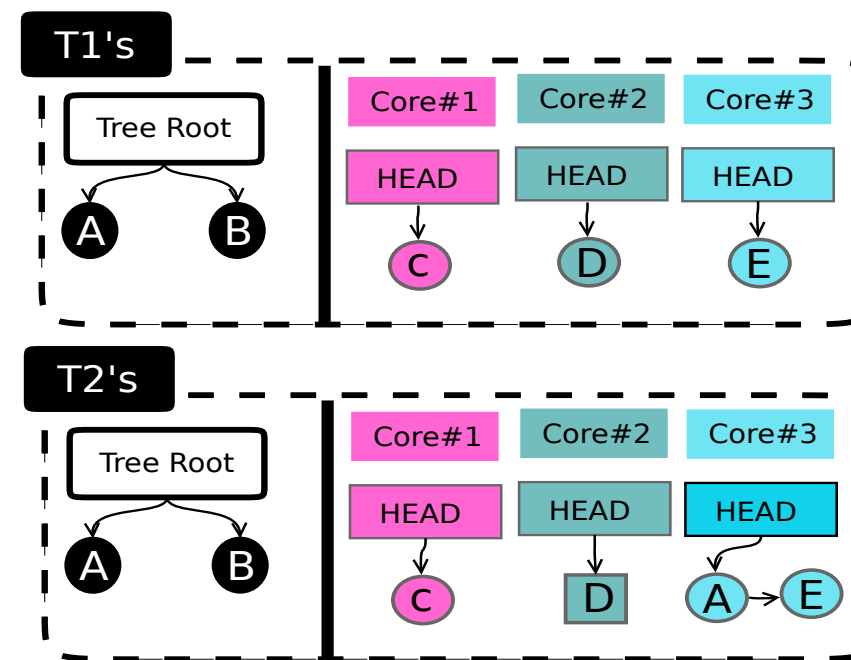 T1's
Core#1 Core#2 Core#3
Tree Root
HEAD HEAD HEAD
A B
c D E
T2's
Core#1 Core#2 Core#3
Tree Root
HEAD HEAD HEAD
A B
c D A E